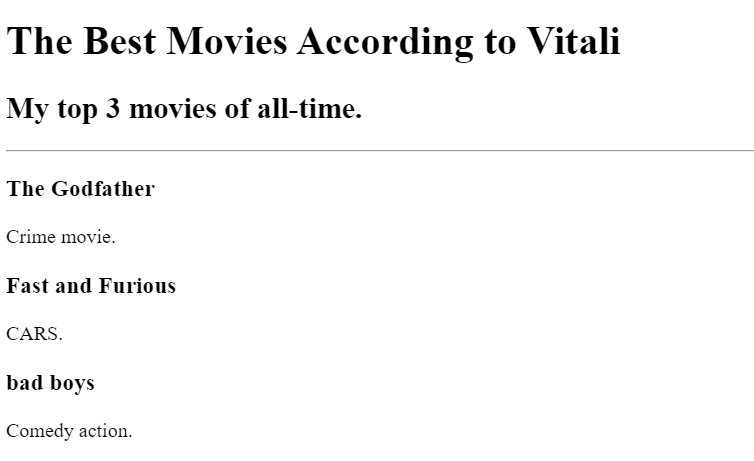 The Best Movies According to Vitali
My top 3 movies of all-time.
The Godfather
Crime movie.
Fast and Furious
CARS.
bad boys
Comedy action.